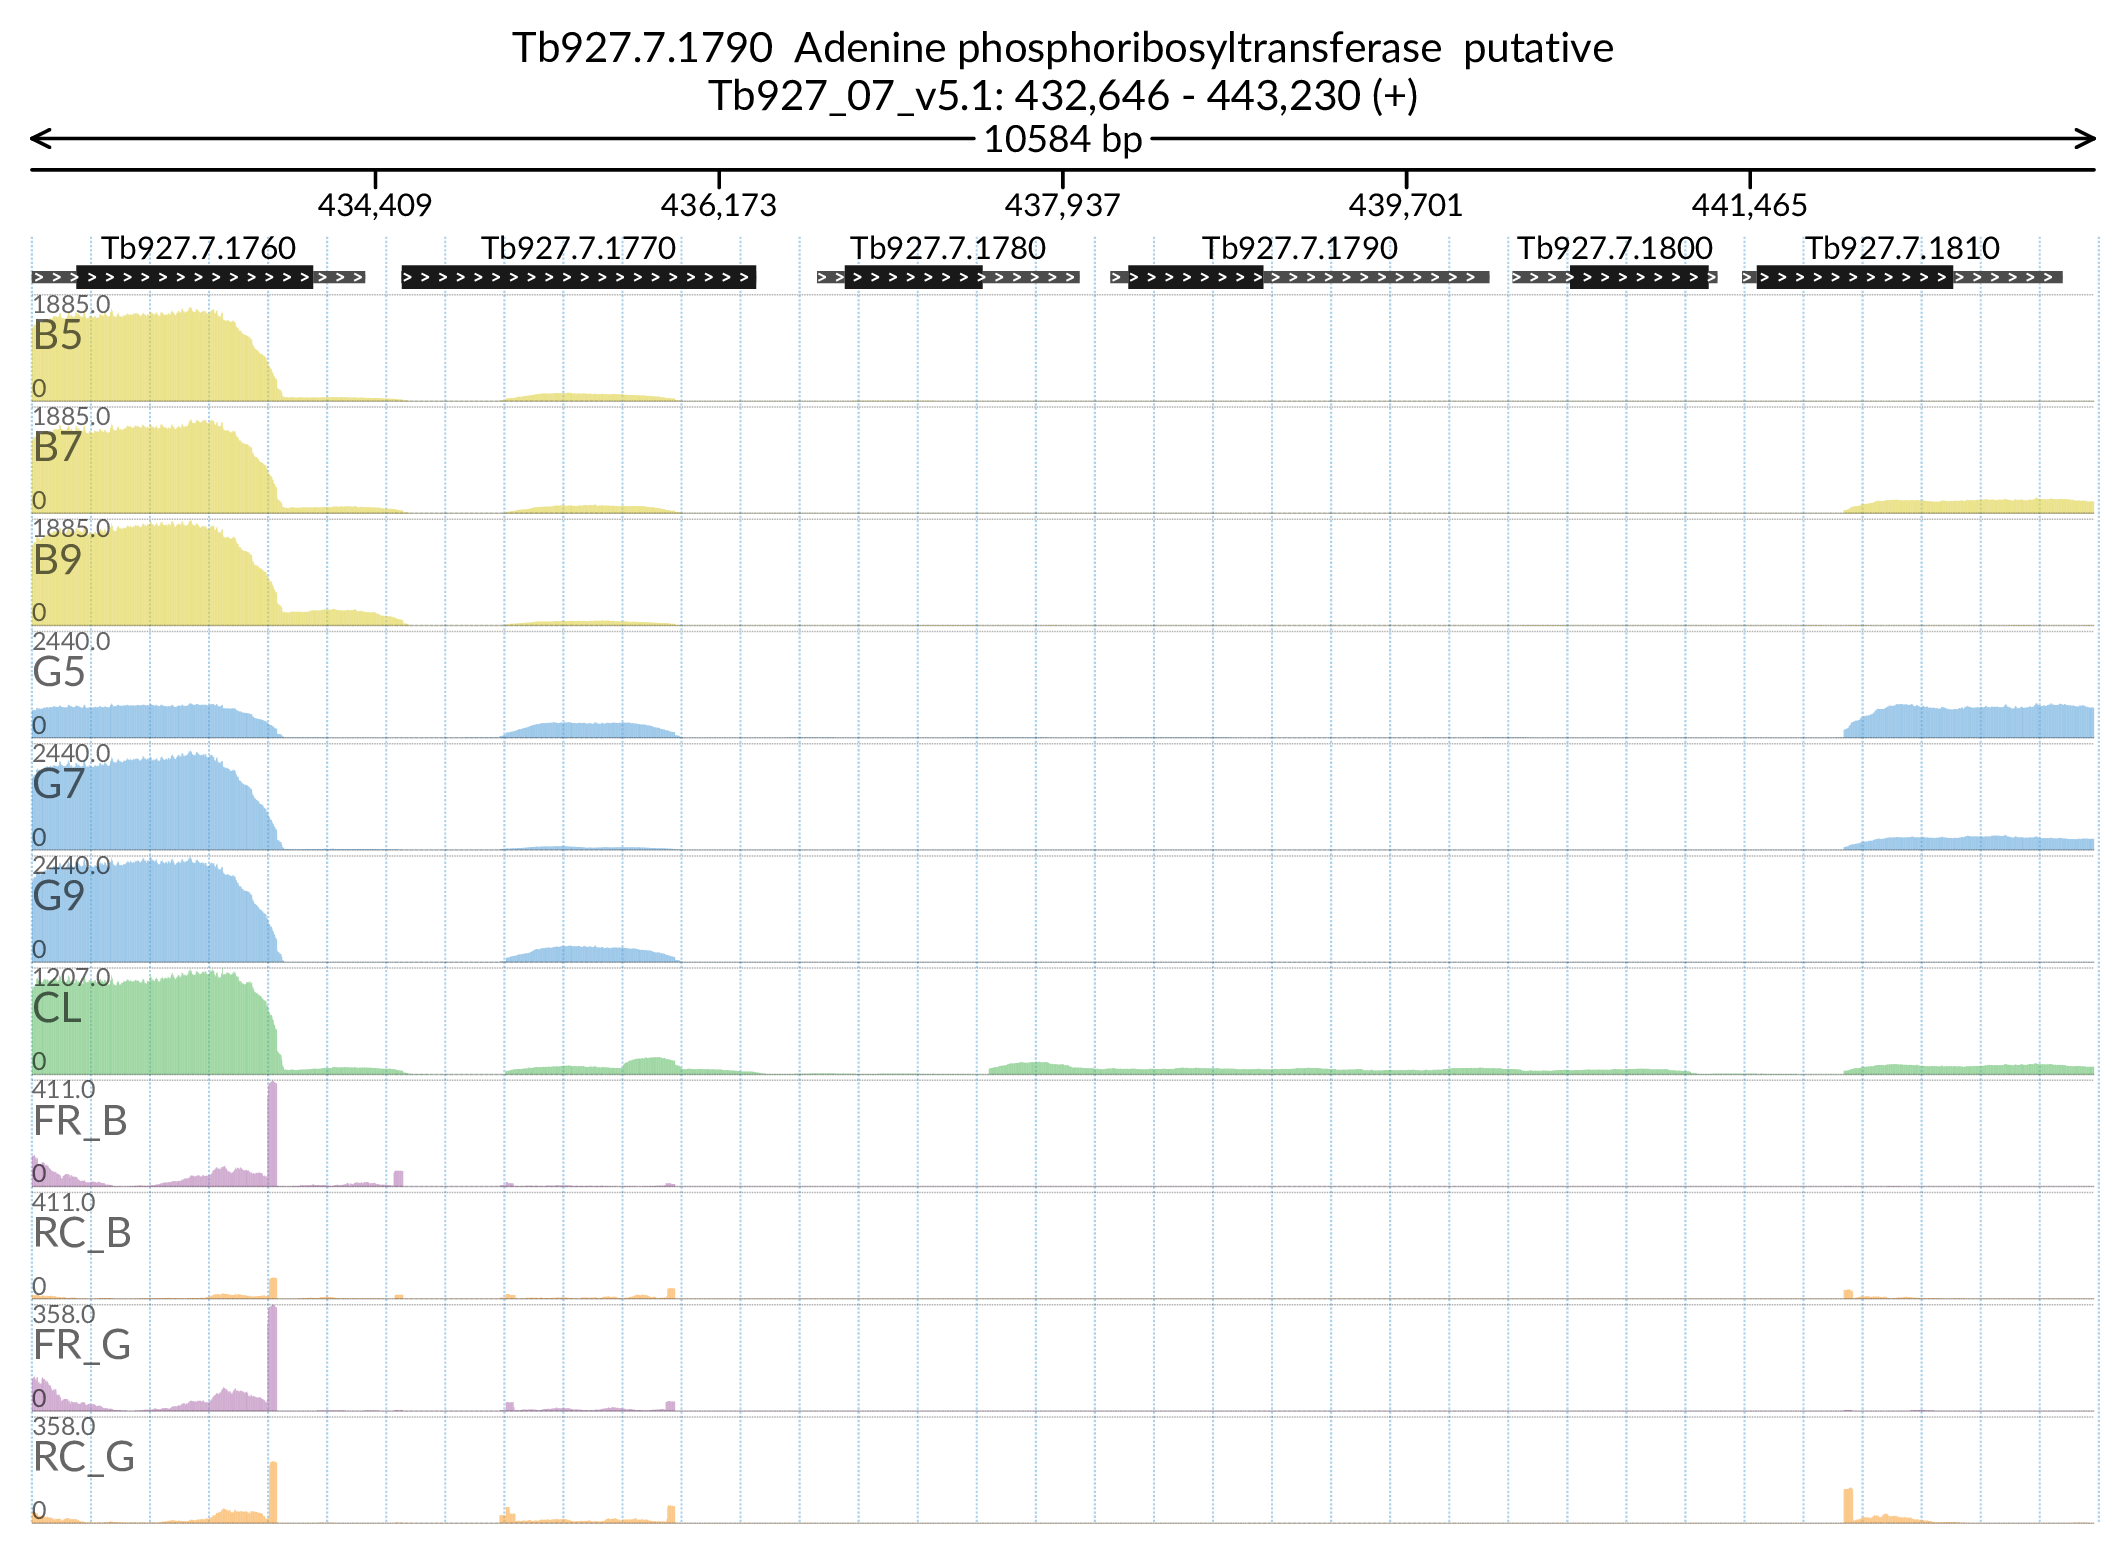 Tb927.7.1790 Adenine phosphoribosyltransferase putative
Tb927_07_v5.1: 432,646 - 443,230 (+)
10584 bp
434,409 436,173 437,937 439,701 441,465
Tb927.7.1760 Tb927.7.1770 Tb927.7.1780 Tb927.7.1790 Tb927.7.1800 Tb927.7.1810
1885.0
B5
0
1885.0
B7
0
1885.0
B9
0
2440.0
G5
0
2440.0
G7
0
2440.0
G9
0
1207.0
CL
0
411.0
FR_B
0
411.0
RC_B
0
358.0
FR_G
0
358.0
RC_G
0